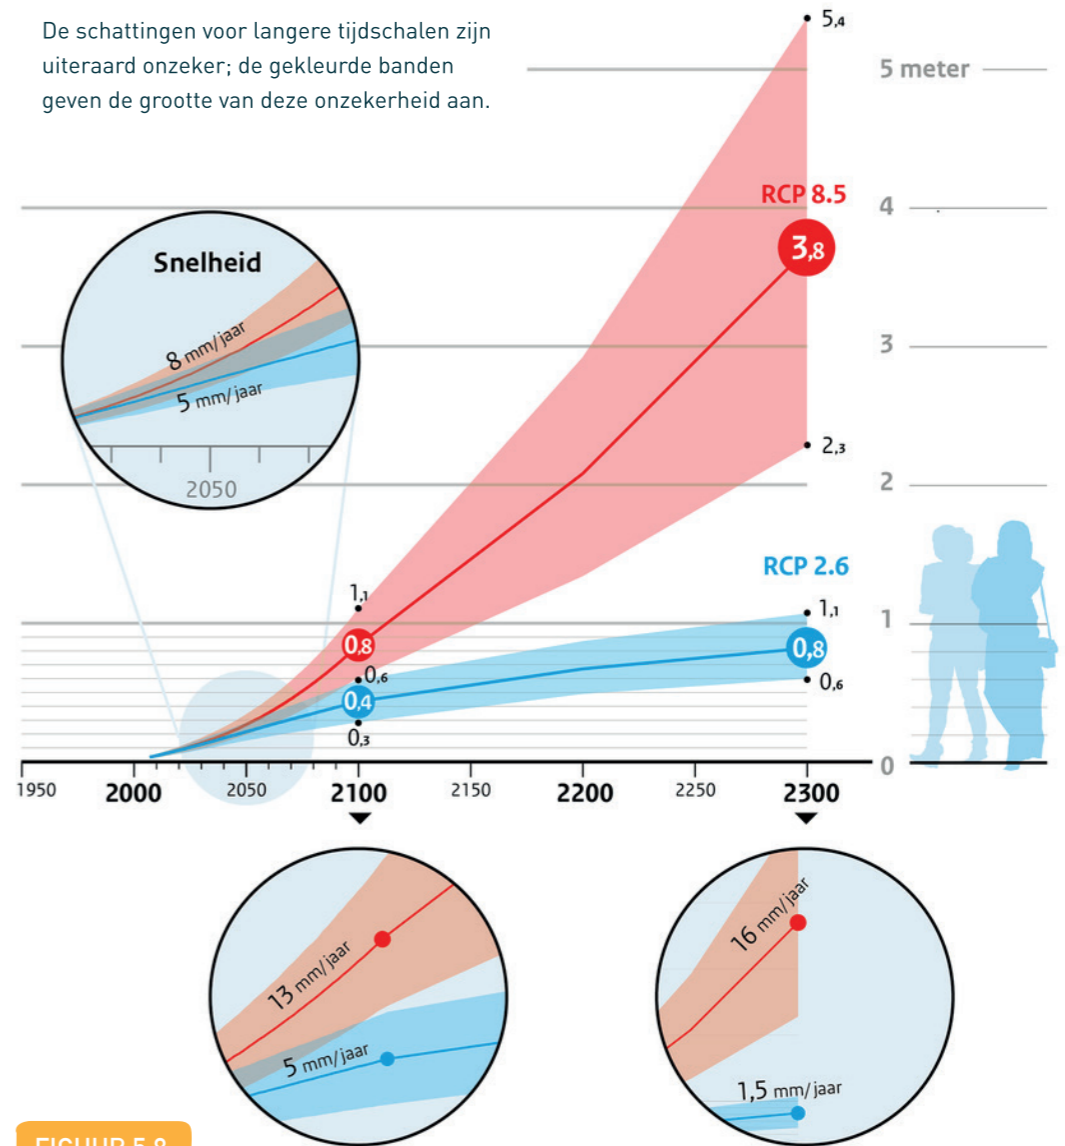 De schattingen voor langere tijdschalen zijn
uiteraard onzeker; de gekleurde banden
geven de grootte van deze onzekerheid aan.
5,4
5 meter
RCP 8.5
4
3,8
Snelheid
8 mm/jaar
5 mm/jaar
2050
3
2,3
2
RCP 2.6
1,1
1,1
1
0,8
0,8
0,6
0,6
0,4
0,3
0
1950
2000
2050
2100
2150
2200
2250
2300
13 mm/jaar
5 mm/jaar
16 mm/jaar
1,5 mm/jaar
FIGUUR 5.8